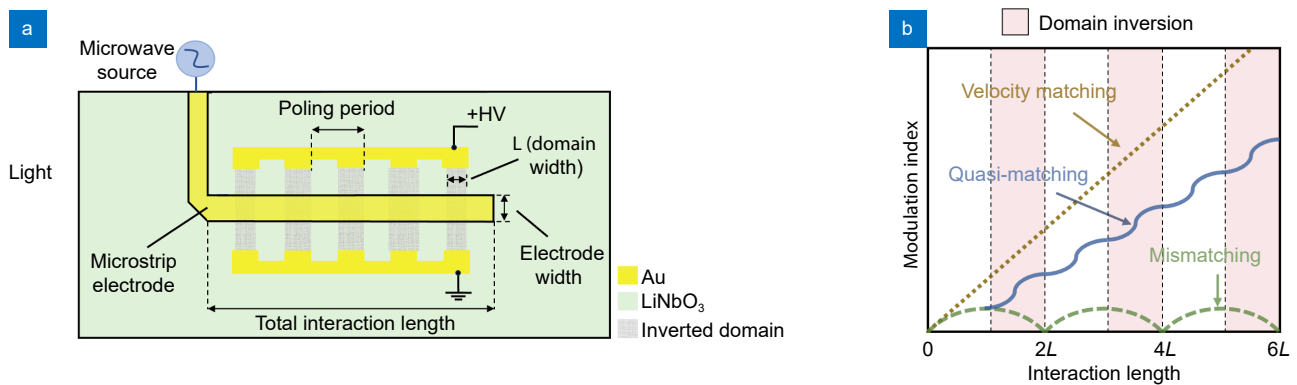 a
Microwave
source
Poling period
+HV
L (domain
width)
Light
Microstrip
electrode
Electrode
width
Total interaction length
Au
LiNbO3
Inverted domain
b
Domain inversion
Modulation index
Velocity matching
Quasi-matching
Mismatching
0
2L
4L
6L
Interaction length